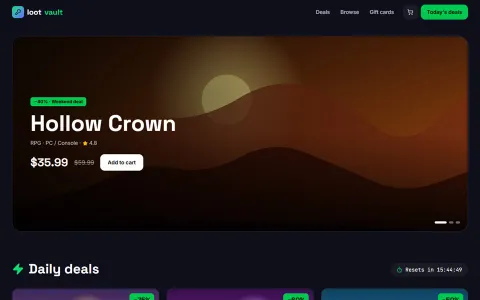 loot vault
Deals Browse Gift cards Today's deals
-40% · Weekend deal
Hollow Crown
RPG · PC / Console · ★ 4.8
$35.99 $59.99 Add to cart
Daily deals
Resets in 15:44:49